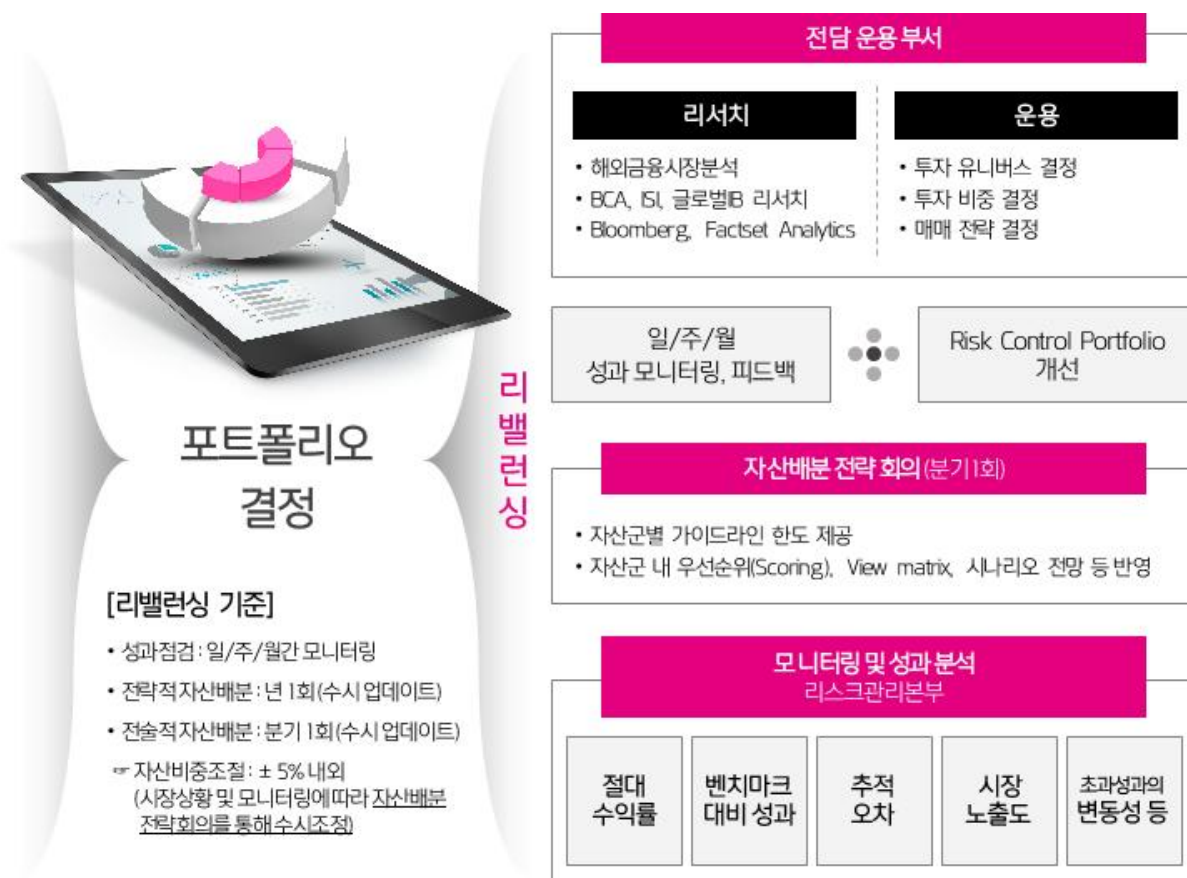 포트폴리오
결정
[리밸런싱 기준]
• 성과점검 : 일/주/월간 모니터링
• 전략적자산배분 : 년 1회(수시 업데이트)
• 전술적자산배분 : 분기 1회(수시 업데이트)
☞ 자산비중조절 : ± 5% 내외
(시장상황 및 모니터링에 따라 자산배분
전략회의를 통해 수시조정)
리밸런싱
전담 운용 부서
리서치
• 해외금융시장분석
• BCA, ISI, 글로벌IB 리서치
• Bloomberg, Factset Analytics
운용
• 투자 유니버스 결정
• 투자 비중 결정
• 매매 전략 결정
일/주/월
성과 모니터링, 피드백
Risk Control Portfolio
개선
자산배분 전략 회의 (분기 1회)
• 자산군별 가이드라인 한도 제공
• 자산군 내 우선순위(Scoring), View matrix, 시나리오 전망 등 반영
모니터링 및 성과 분석
리스크관리본부
절대
수익률
벤치마크
대비 성과
추적
오차
시장
노출도
초과성과의
변동성 등